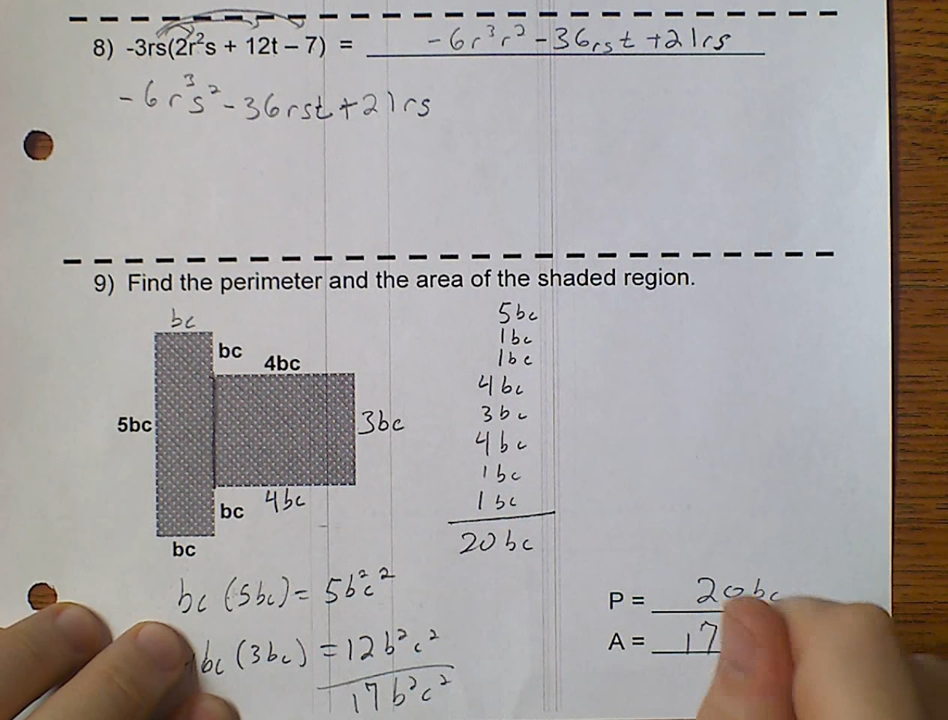 8) -3rs(2r²s + 12t – 7) = -6r³r² -36rst +21rs
-6r³s² -36rst +21rs
9) Find the perimeter and the area of the shaded region.
bc
bc
4bc
5bc
3bc
bc
4bc
bc
5bc
1bc
1bc
4bc
3bc
4bc
1bc
1bc
20bc
bc (5bc) = 5b²c²
bc (3bc) = 12b²c²
17b²c²
P = 20bc
A = 17